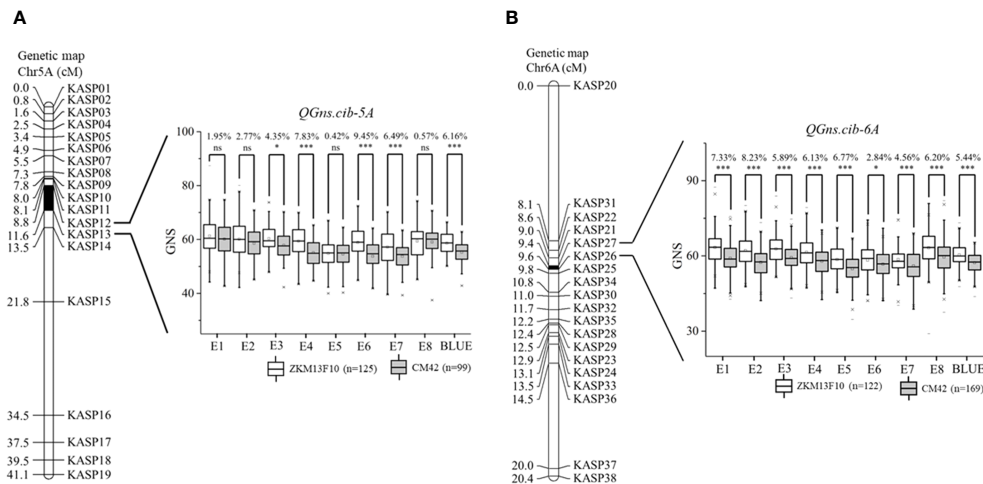 A
Genetic map
Chr5A (cM)
0.0 KASP01
0.8 KASP02
1.6 KASP03
2.5 KASP04
3.4 KASP05
4.9 KASP06
5.5 KASP07
7.3 KASP08
7.8 KASP09
8.0 KASP10
8.1 KASP11
8.8 KASP12
11.6 KASP13
13.5 KASP14
21.8 KASP15
34.5 KASP16
37.5 KASP17
39.5 KASP18
41.1 KASP19
QGns.cib-5A
1.95% 2.77% 4.35% 7.83% 0.42% 9.45% 6.49% 0.57% 6.16%
ns ns * *** ns *** *** ns ***
100
80
60
40
GNS
E1 E2 E3 E4 E5 E6 E7 E8 BLUE
ZKM13F10 (n=125) CM42 (n=99)
B
Genetic map
Chr6A (cM)
0.0 KASP20
8.1 KASP31
8.6 KASP22
9.0 KASP21
9.4 KASP27
9.6 KASP26
9.8 KASP25
10.8 KASP34
11.0 KASP30
11.7 KASP32
12.2 KASP35
12.4 KASP28
12.5 KASP29
12.9 KASP23
13.1 KASP24
13.5 KASP33
14.5 KASP36
20.0 KASP37
20.4 KASP38
QGns.cib-6A
7.33% 8.23% 5.89% 6.13% 6.77% 2.84% 4.56% 6.20% 5.44%
*** *** *** *** *** * *** *** ***
90
60
30
GNS
E1 E2 E3 E4 E5 E6 E7 E8 BLUE
ZKM13F10 (n=122) CM42 (n=169)